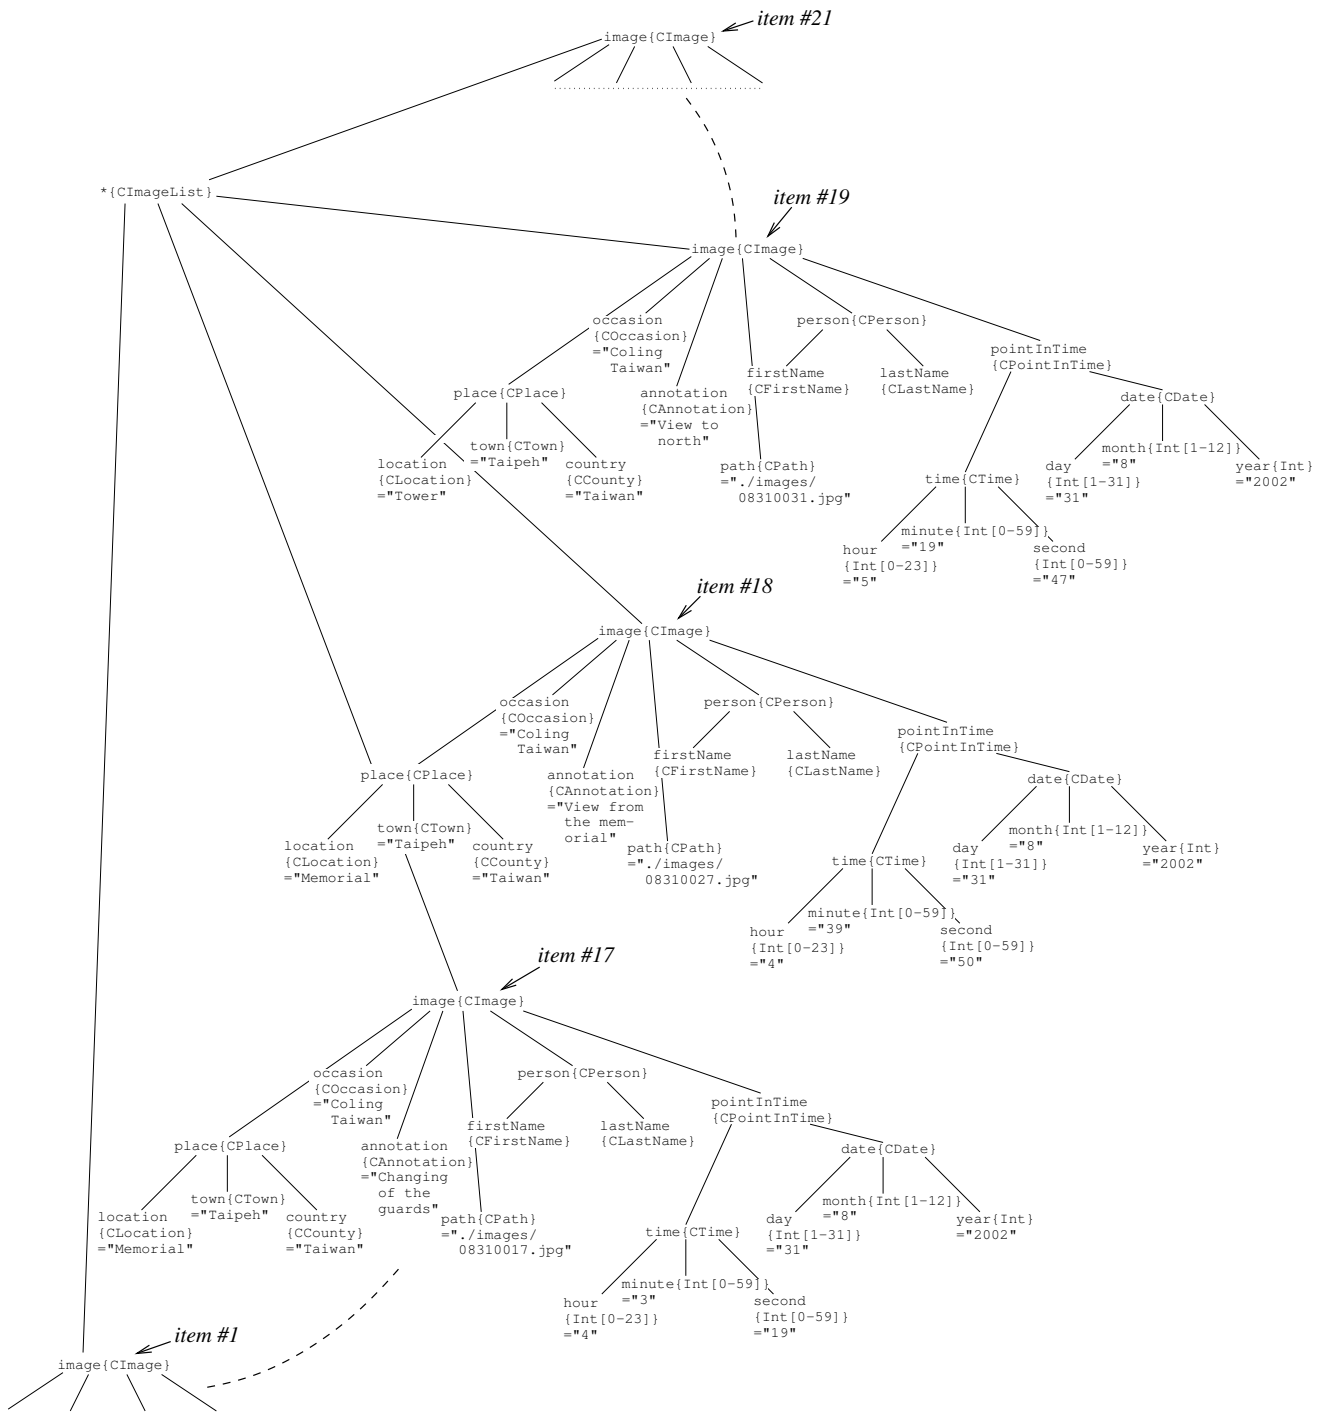 item #21
image{CImage}
*{CImageList}
item #19
image{CImage}
occasion
{COccasion}
="Coling
Taiwan"
person{CPerson}
pointInTime
{CPointInTime}
firstName
{CFirstName}
lastName
{CLastName}
place{CPlace}
annotation
{CAnnotation}
="View to
north"
date{CDate}
town{CTown}
="Taipeh"
month{Int[1-12]}
="8"
location
{CLocation}
="Tower"
country
{CCounty}
="Taiwan"
path{CPath}
="./images/
08310031.jpg"
day
{Int[1-31]}
="31"
year{Int}
="2002"
time{CTime}
minute{Int[0-59]}
="19"
hour
{Int[0-23]}
="5"
second
{Int[0-59]}
="47"
item #18
image{CImage}
occasion
{COccasion}
="Coling
Taiwan"
person{CPerson}
pointInTime
{CPointInTime}
firstName
{CFirstName}
lastName
{CLastName}
place{CPlace}
annotation
{CAnnotation}
="View from
the mem-
orial"
date{CDate}
town{CTown}
="Taipeh"
month{Int[1-12]}
="8"
location
{CLocation}
="Memorial"
country
{CCounty}
="Taiwan"
path{CPath}
="./images/
08310027.jpg"
day
{Int[1-31]}
="31"
year{Int}
="2002"
time{CTime}
minute{Int[0-59]}
="39"
hour
{Int[0-23]}
="4"
second
{Int[0-59]}
="50"
item #17
image{CImage}
occasion
{COccasion}
="Coling
Taiwan"
person{CPerson}
pointInTime
{CPointInTime}
firstName
{CFirstName}
lastName
{CLastName}
place{CPlace}
annotation
{CAnnotation}
="Changing
of the
guards"
date{CDate}
town{CTown}
="Taipeh"
month{Int[1-12]}
="8"
location
{CLocation}
="Memorial"
country
{CCounty}
="Taiwan"
path{CPath}
="./images/
08310017.jpg"
day
{Int[1-31]}
="31"
year{Int}
="2002"
time{CTime}
minute{Int[0-59]}
="3"
hour
{Int[0-23]}
="4"
second
{Int[0-59]}
="19"
item #1
image{CImage}